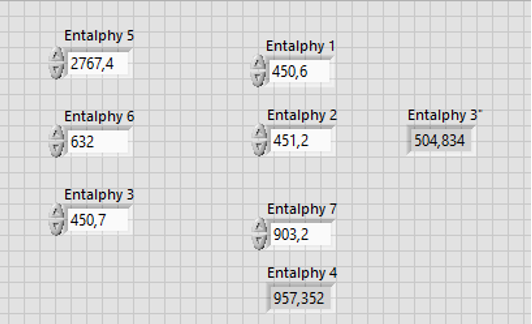 Entalphy 5
2767,4
Entalphy 1
450,6
Entalphy 6
632
Entalphy 2
451,2
Entalphy 3"
504,834
Entalphy 3
450,7
Entalphy 7
903,2
Entalphy 4
957,352